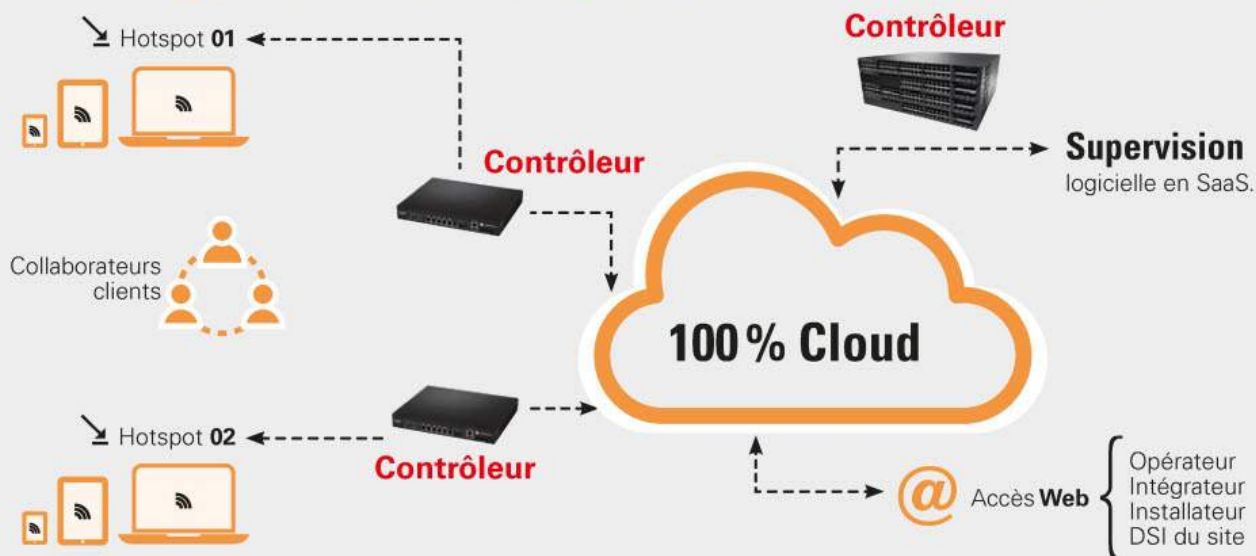 Hotspot 01
Contrôleur
Contrôleur
Supervision
logicielle en SaaS.
Collaborateurs
clients
100 % Cloud
Hotspot 02
Contrôleur
@ Accès Web
Opérateur
Intégrateur
Installateur
DSI du site